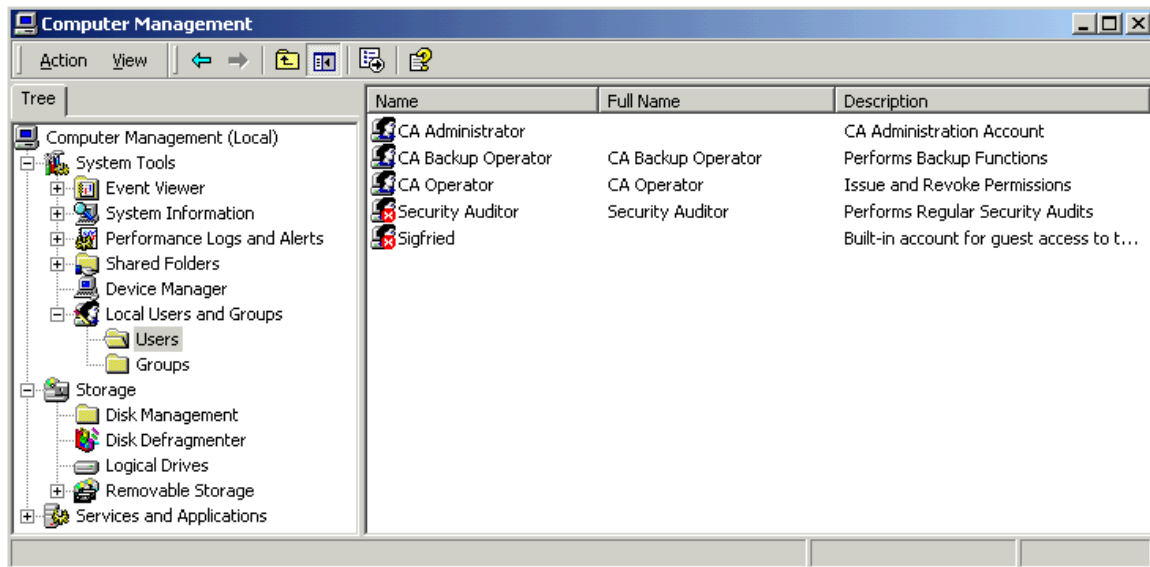 Computer Management
Action View
Tree
Computer Management (Local)
System Tools
Event Viewer
System Information
Performance Logs and Alerts
Shared Folders
Device Manager
Local Users and Groups
Users
Groups
Storage
Disk Management
Disk Defragmenter
Logical Drives
Removable Storage
Services and Applications
Name Full Name Description
CA Administrator CA Administration Account
CA Backup Operator CA Backup Operator Performs Backup Functions
CA Operator CA Operator Issue and Revoke Permissions
Security Auditor Security Auditor Performs Regular Security Audits
Sigfried Built-in account for guest access to t...